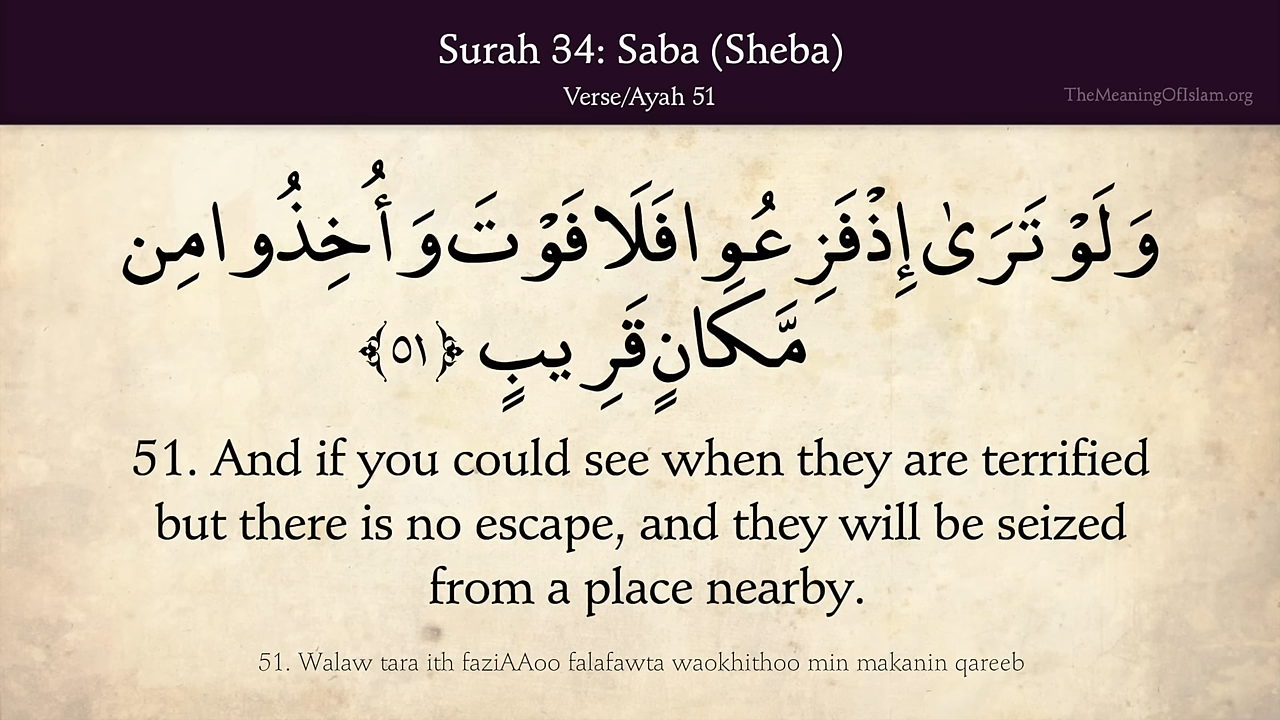 Surah 34: Saba (Sheba)
Verse/Ayah 51
TheMeaningOfIslam.org
وَلَوْ تَرَىٰ إِذْ فَزِعُوا فَلَا فَوْتَ وَأُخِذُوا مِن
مَّكَانٍ قَرِيبٍ ﴿٥١﴾
51. And if you could see when they are terrified
but there is no escape, and they will be seized
from a place nearby.
51. Walaw tara ith faziAAoo falafawta waokhithoo min makanin qareeb